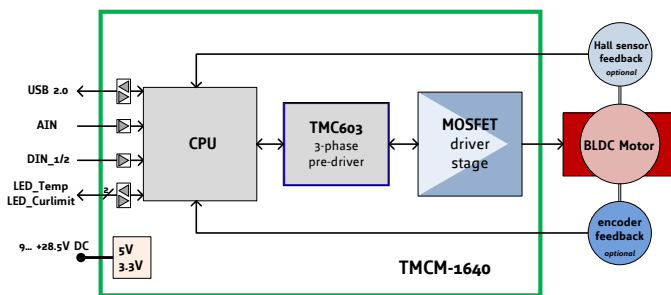 USB 2.0
AIN
DIN_1/2
LED_Temp
LED_Curlimit
2
9... +28.5V DC
5V
3.3V
CPU
TMC603
3-phase
pre-driver
MOSFET
driver
stage
TMCM-1640
Hall sensor
feedback
optional
BLDC Motor
encoder
feedback
optional